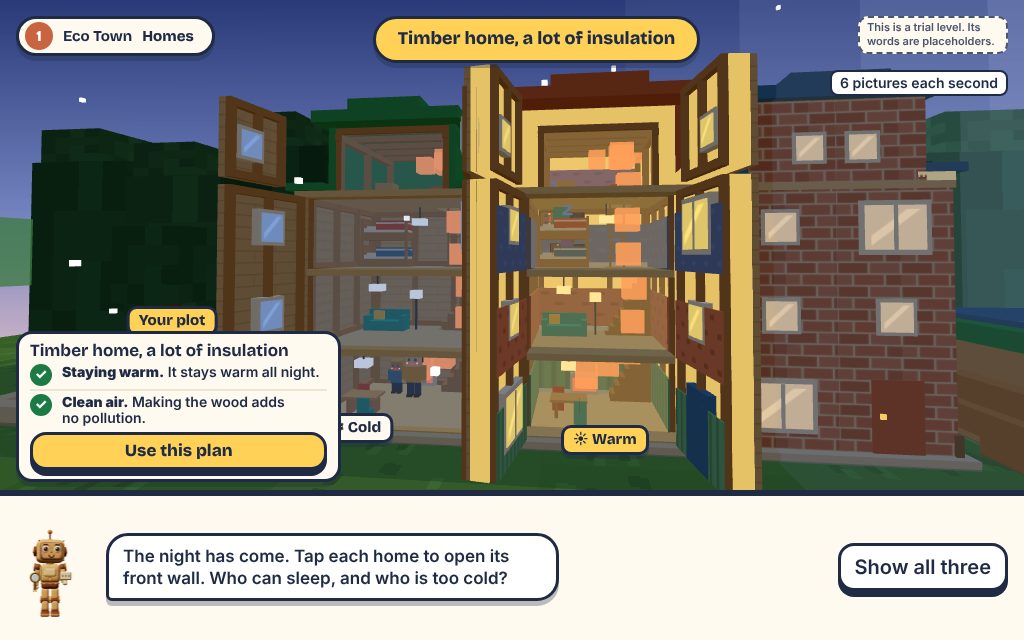 1 Eco Town Homes
Timber home, a lot of insulation
This is a trial level. Its
words are placeholders.
6 pictures each second
Your plot
Timber home, a lot of insulation
Staying warm. It stays warm all night.
Clean air. Making the wood adds
no pollution.
Use this plan
Cold
Warm
The night has come. Tap each home to open its
front wall. Who can sleep, and who is too cold?
Show all three